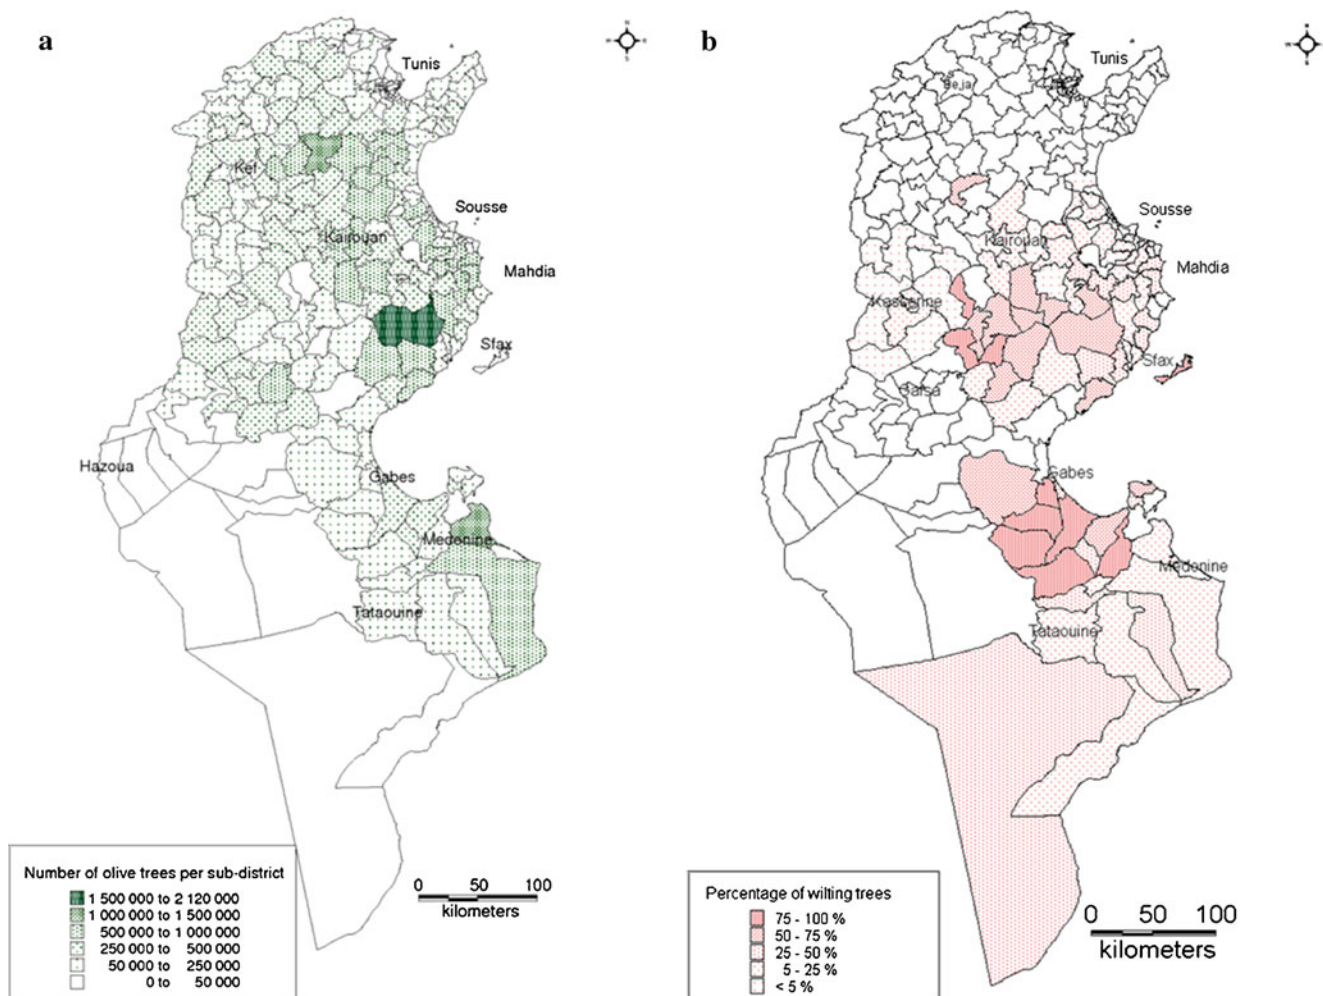 a
Tunis
Kef
Sousse
Kairouan
Mahdia
Sfax
Hazoua
Gabes
Medenine
Tataouine
Number of olive trees per sub-district
1 500 000 to 2 120 000
1 000 000 to 1 500 000
500 000 to 1 000 000
250 000 to 500 000
50 000 to 250 000
0 to 50 000
0 50 100
kilometers
b
Tunis
Be,ja
Sousse
Kairouan
Mahdia
Kasserine
Sfax
Gafsa
Gabes
Medenine
Tataouine
Percentage of wilting trees
75 - 100 %
50 - 75 %
25 - 50 %
5 - 25 %
< 5 %
0 50 100
kilometers